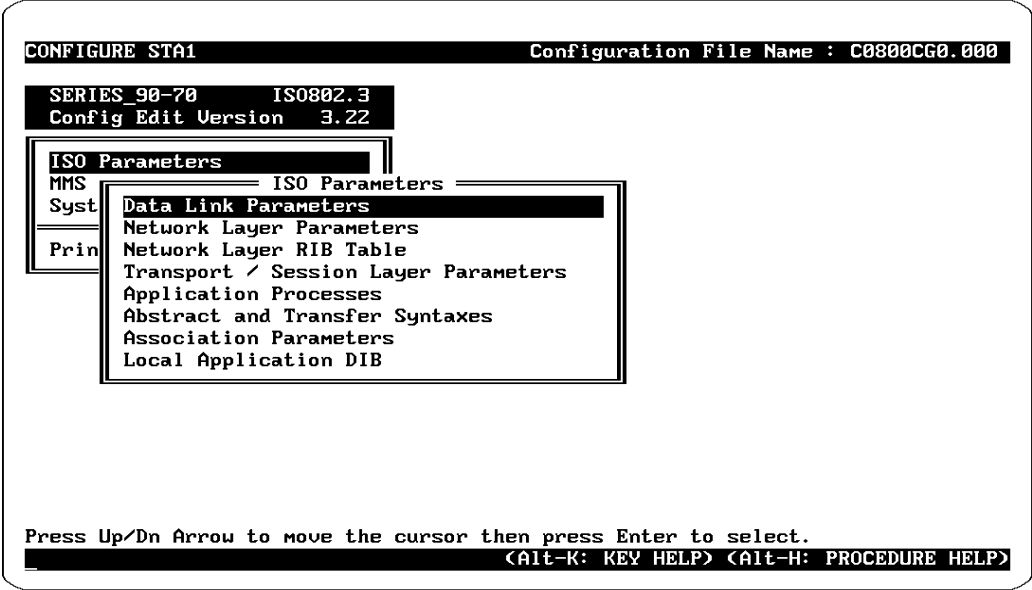 CONFIGURE STA1 Configuration File Name : C0800CG0.000
SERIES_90-70 ISO802.3
Config Edit Version 3.22
ISO Parameters
MMS
Syst
Prin
ISO Parameters
Data Link Parameters
Network Layer Parameters
Network Layer RIB Table
Transport / Session Layer Parameters
Application Processes
Abstract and Transfer Syntaxes
Association Parameters
Local Application DIB
Press Up/Dn Arrow to move the cursor then press Enter to select.
(Alt-K: KEY HELP) (Alt-H: PROCEDURE HELP)